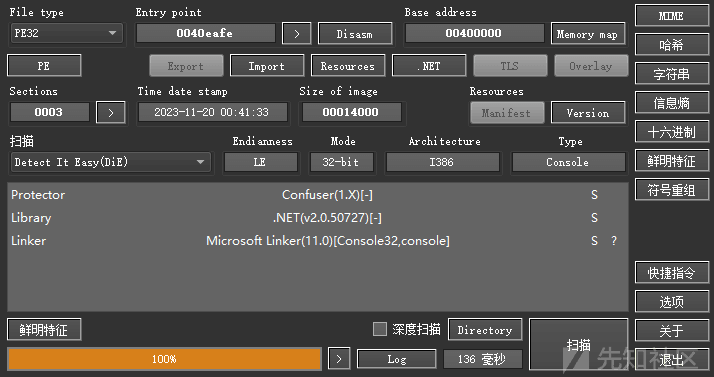 File type
Entry point
Base address
MIME
PE32
0040eafe
>
Disasm
00400000
Memory map
哈希
PE
Export
Import
Resources
.NET
TLS
Overlay
字符串
Sections
Time date stamp
Size of image
Resources
信息熵
0003
>
2023-11-20 00:41:33
00014000
Manifest
Version
十六进制
扫描
Endianness
Mode
Architecture
Type
鲜明特征
Detect It Easy(DiE)
LE
32-bit
I386
Console
符号重组
Protector
Confuser(1.X)[-]
S
Library
.NET(v2.0.50727)[-]
S
Linker
Microsoft Linker(11.0)[Console32,console]
S ?
快捷指令
选项
鲜明特征
深度扫描
Directory
扫描
关于
100%
>
Log
136 毫秒
退出
先知社区